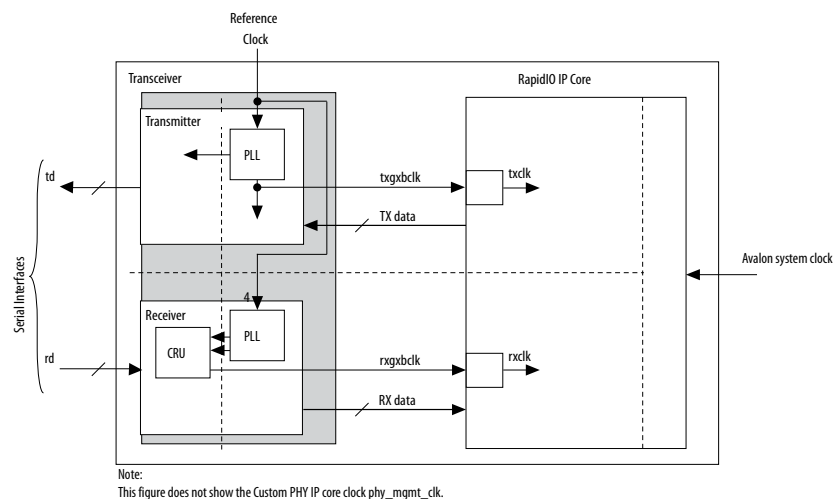 Reference
Clock
Transceiver
RapidIO IP Core
Transmitter
PLL
td
txgxbclk
txclk
TX data
Avalon system clock
Serial Interfaces
4
Receiver
PLL
CRU
rd
rxgxbclk
rxclk
RX data
Note:
This figure does not show the Custom PHY IP core clock phy_mgmt_clk.